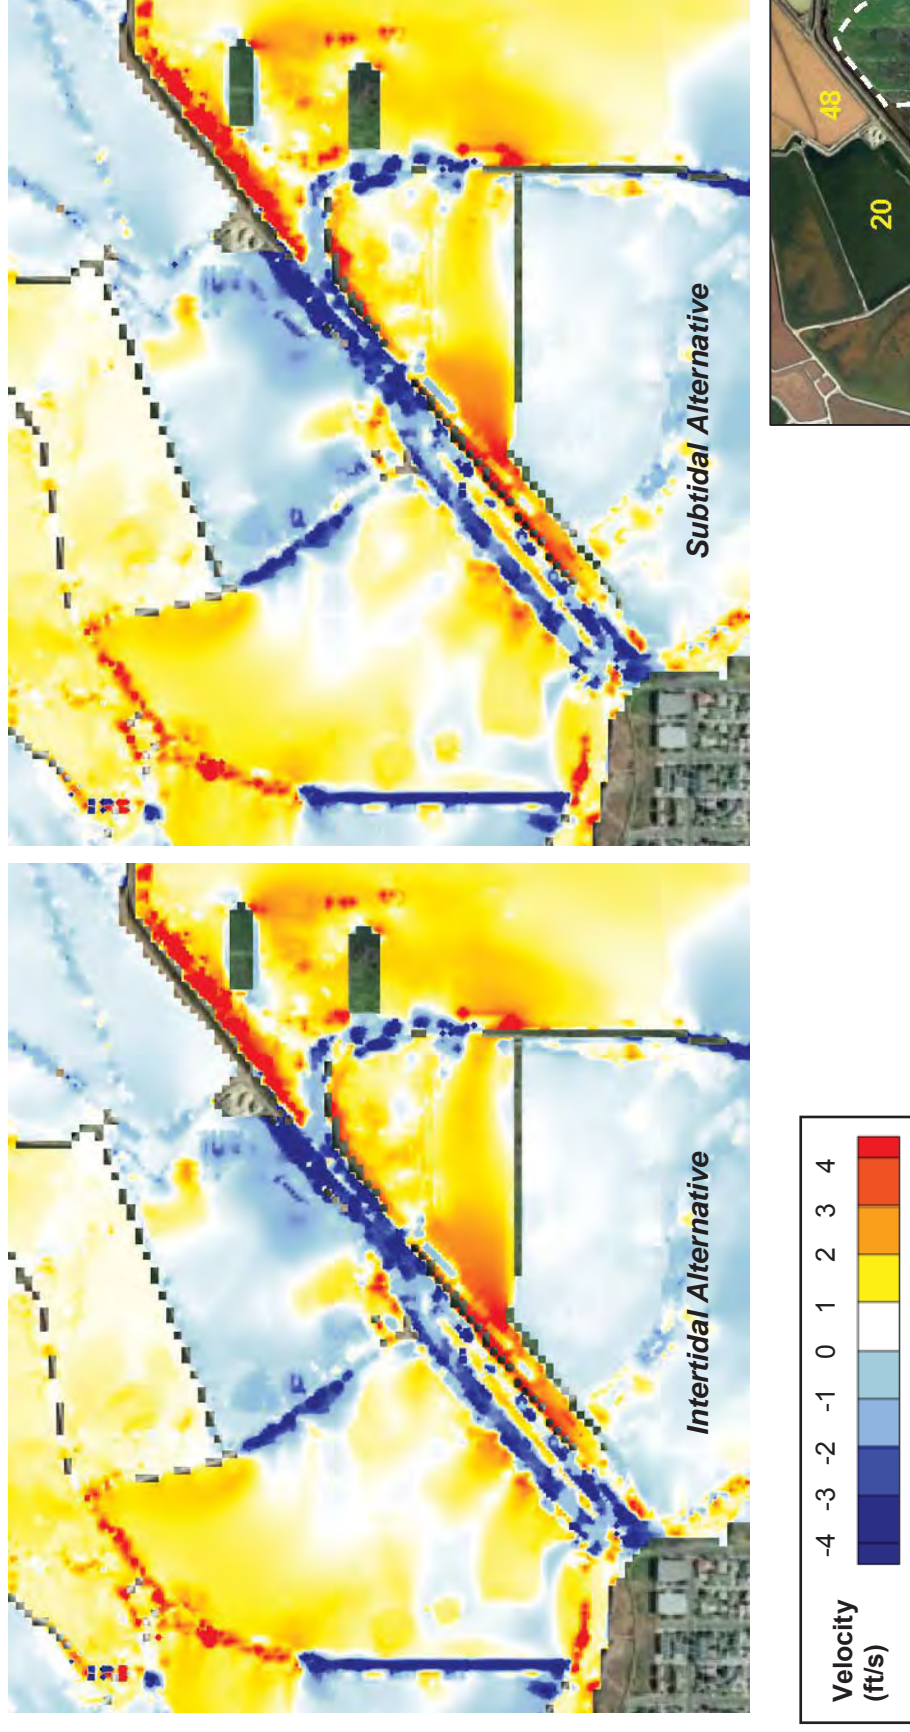 Intertidal Alternative
Subtidal Alternative
Velocity
(ft/s)
-4 -3 -2 -1 0 1 2 3 4
20
48